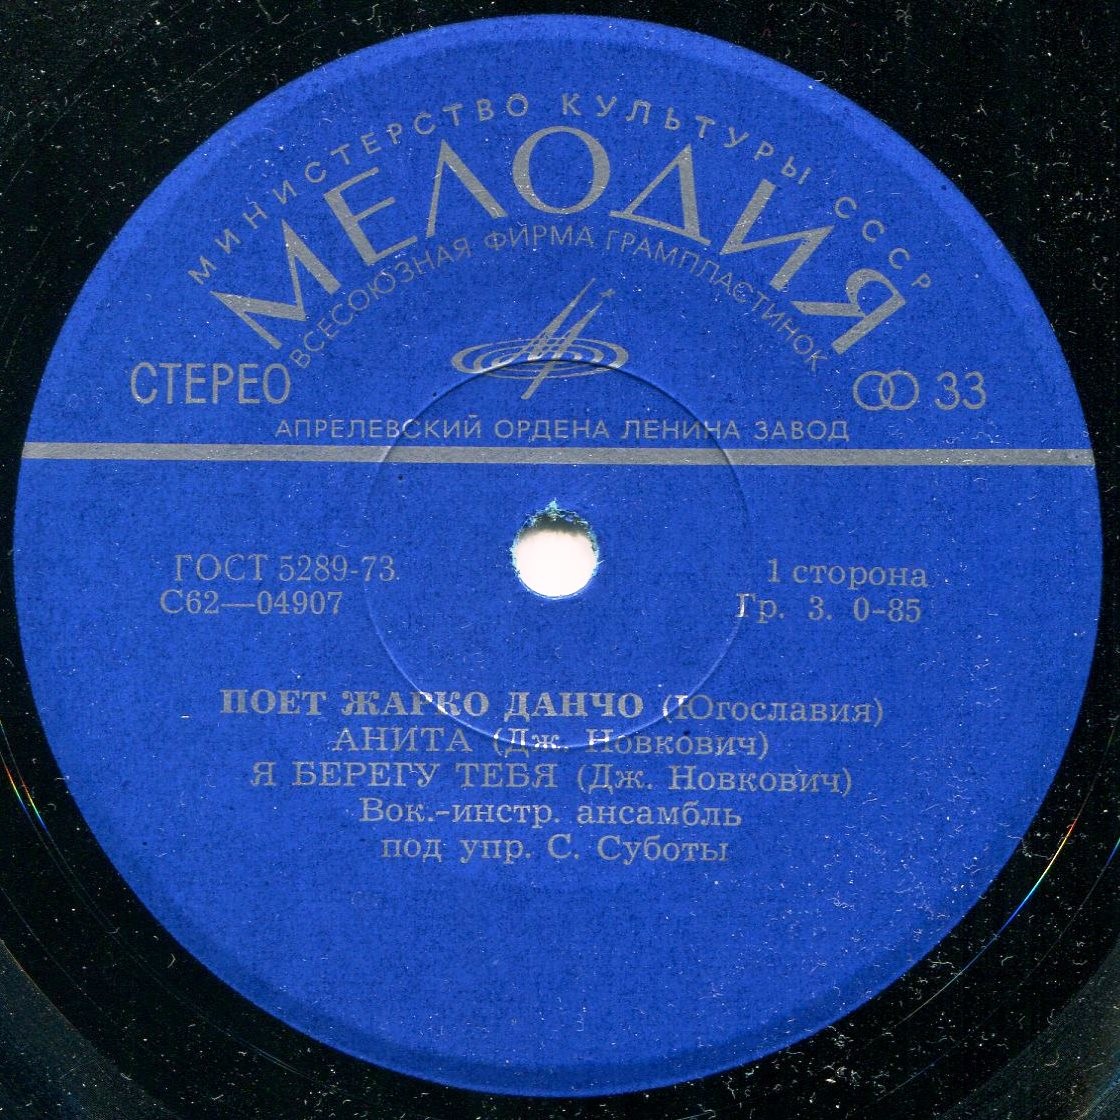 МИНИСТЕРСТВО КУЛЬТУРЫ СССР
МЕЛОДИЯ
ВСЕСОЮЗНАЯ ФИРМА ГРАМПЛАСТИНОК
СТЕРЕО 33
АПРЕЛЕВСКИЙ ОРДЕНА ЛЕНИНА ЗАВОД
ГОСТ 5289-73. 1 сторона
С62—04907 Гр. 3. 0-85
ПОЕТ ЖАРКО ДАНЧО (Югославия)
АНИТА (Дж. Новкович)
Я БЕРЕГУ ТЕБЯ (Дж. Новкович)
Вок.-инстр. ансамбль
под упр. С. Суботы